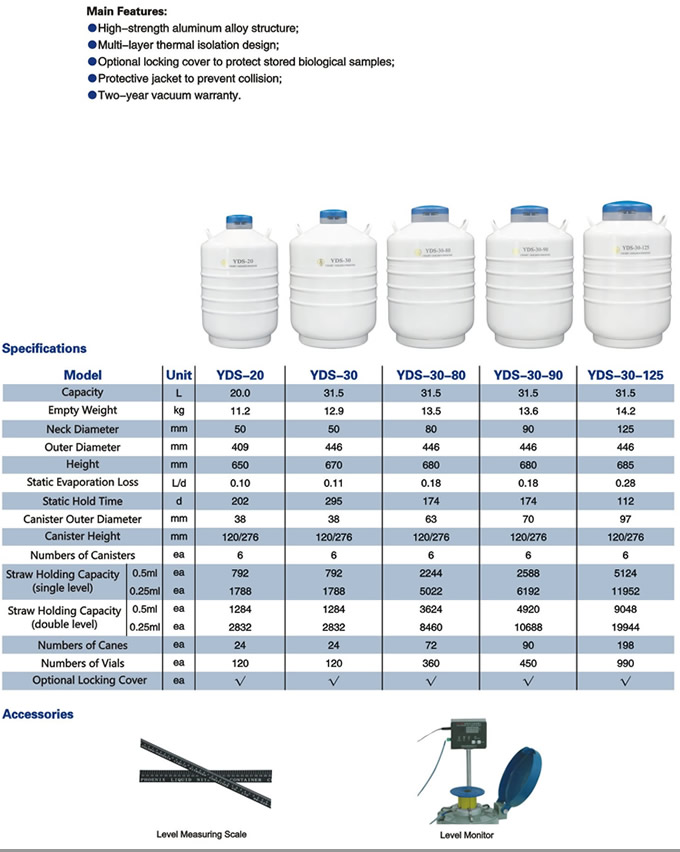 Main Features:
●High-strength aluminum alloy structure;
●Multi-layer thermal isolation design;
●Optional locking cover to protect stored biological samples;
●Protective jacket to prevent collision;
●Two-year vacuum warranty.
YDS-20 YDS-30 YDS-30-80 YDS-30-90 YDS-30-125
Specifications
Model Unit YDS-20 YDS-30 YDS-30-80 YDS-30-90 YDS-30-125
Capacity L 20.0 31.5 31.5 31.5 31.5
Empty Weight kg 11.2 12.9 13.5 13.6 14.2
Neck Diameter mm 50 50 80 90 125
Outer Diameter mm 409 446 446 446 446
Height mm 650 670 680 680 685
Static Evaporation Loss L/d 0.10 0.11 0.18 0.18 0.28
Static Hold Time d 202 295 174 174 112
Canister Outer Diameter mm 38 38 63 70 97
Canister Height mm 120/276 120/276 120/276 120/276 120/276
Numbers of Canisters ea 6 6 6 6 6
Straw Holding Capacity (single level) 0.5ml ea 792 792 2244 2588 5124
0.25ml ea 1788 1788 5022 6192 11952
Straw Holding Capacity (double level) 0.5ml ea 1284 1284 3624 4920 9048
0.25ml ea 2832 2832 8460 10688 19944
Numbers of Canes ea 24 24 72 90 198
Numbers of Vials ea 120 120 360 450 990
Optional Locking Cover ea √ √ √ √ √
Accessories
PHOENIX LIQUID NITROGEN CONTAINER
Level Measuring Scale
Level Monitor